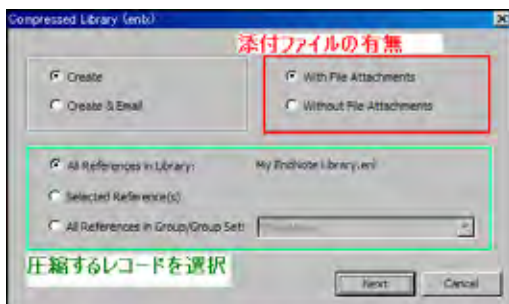 Compressed Library (enlx)
添付ファイルの有無
Create
With File Attachments
Create & Email
Without File Attachments
All References in Library:
My EndNote Library.enl
Selected Reference(s)
All References in Group/Group Set:
圧縮するレコードを選択
Next
Cancel